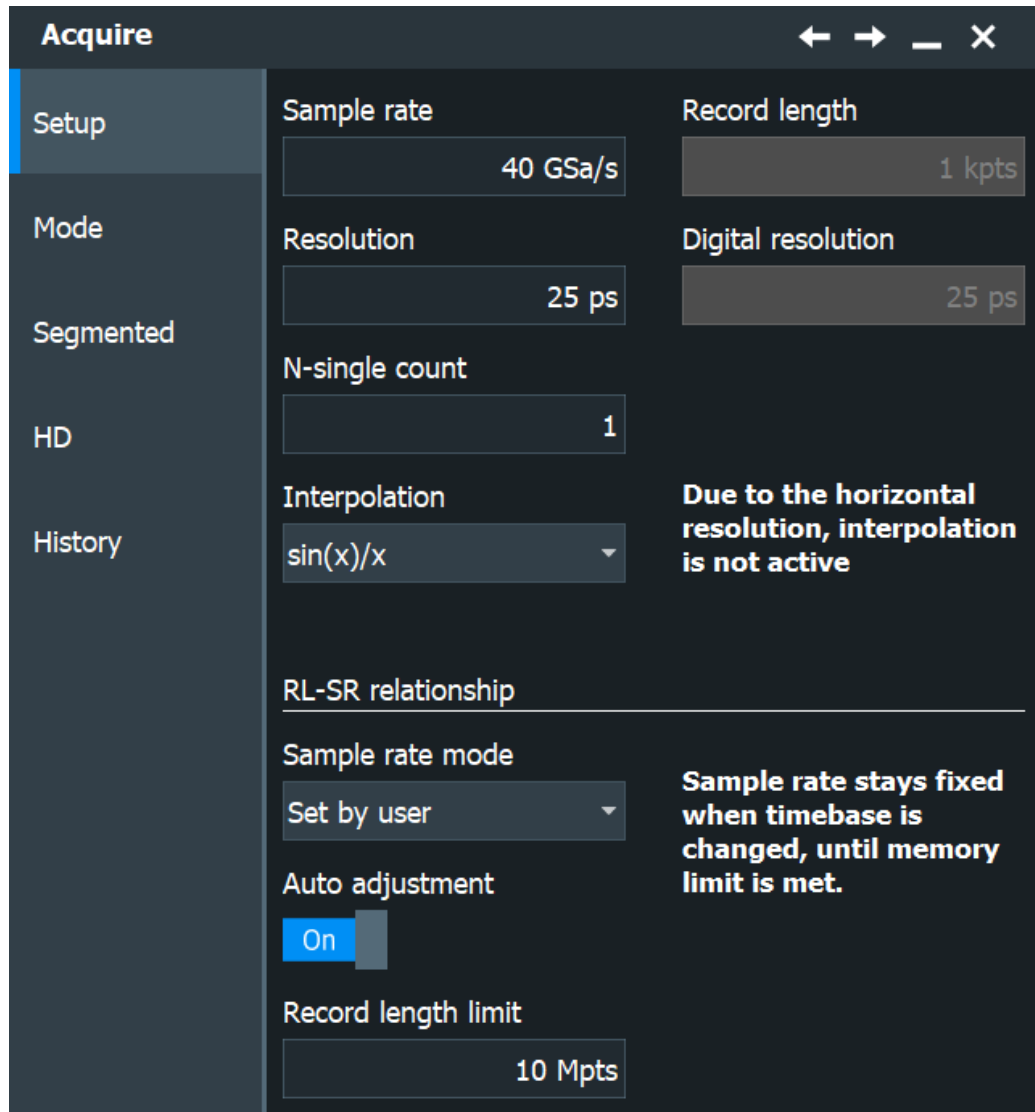 Acquire
Setup
Mode
Segmented
HD
History
Sample rate
40 GSa/s
Record length
1 kpts
Resolution
25 ps
Digital resolution
25 ps
N-single count
1
Interpolation
sin(x)/x
Due to the horizontal
resolution, interpolation
is not active
RL-SR relationship
Sample rate mode
Set by user
Sample rate stays fixed
when timebase is
changed, until memory
limit is met.
Auto adjustment
On
Record length limit
10 Mpts